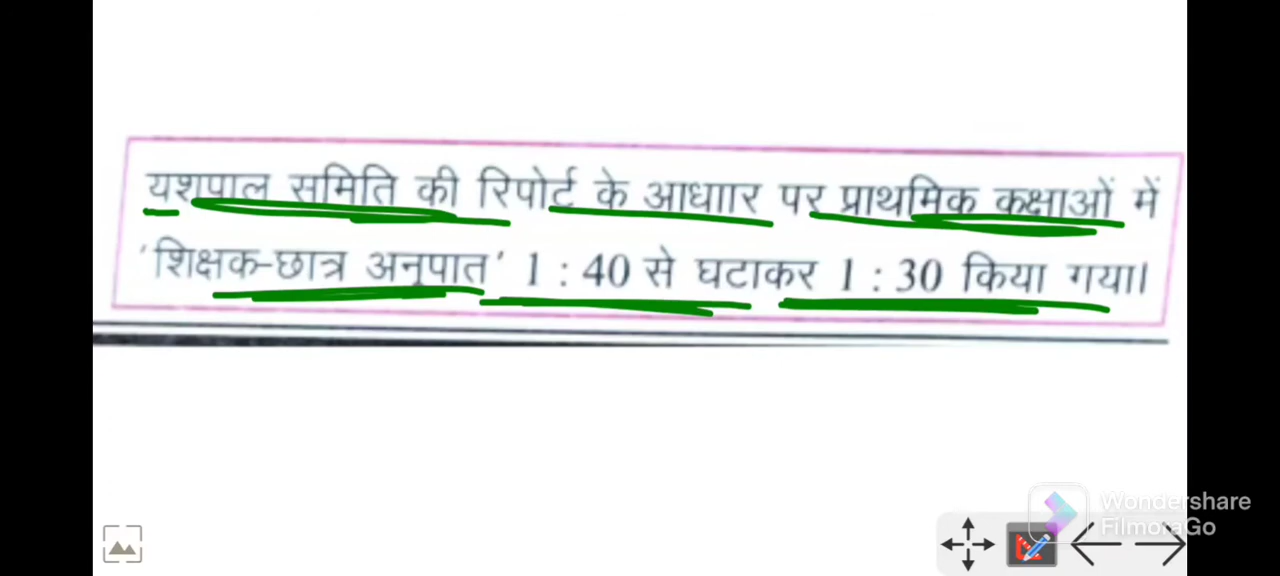 यशपाल समिति की रिपोर्ट के आधाार पर प्राथमिक कक्षाओं में
'शिक्षक-छात्र अनुपात' 1 : 40 से घटाकर 1 : 30 किया गया।
Wondershare
FilmoraGo